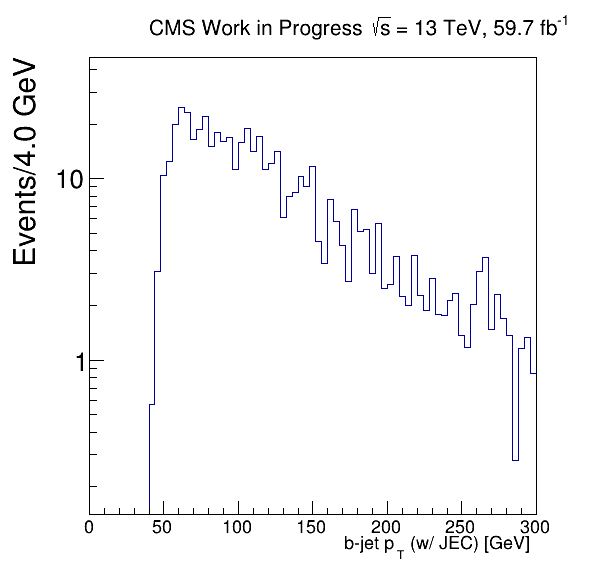 CMS Work in Progress √s = 13 TeV, 59.7 fb⁻¹
Events/4.0 GeV
10
1
0 50 100 150 200 250 300
b-jet p_T (w/ JEC) [GeV]